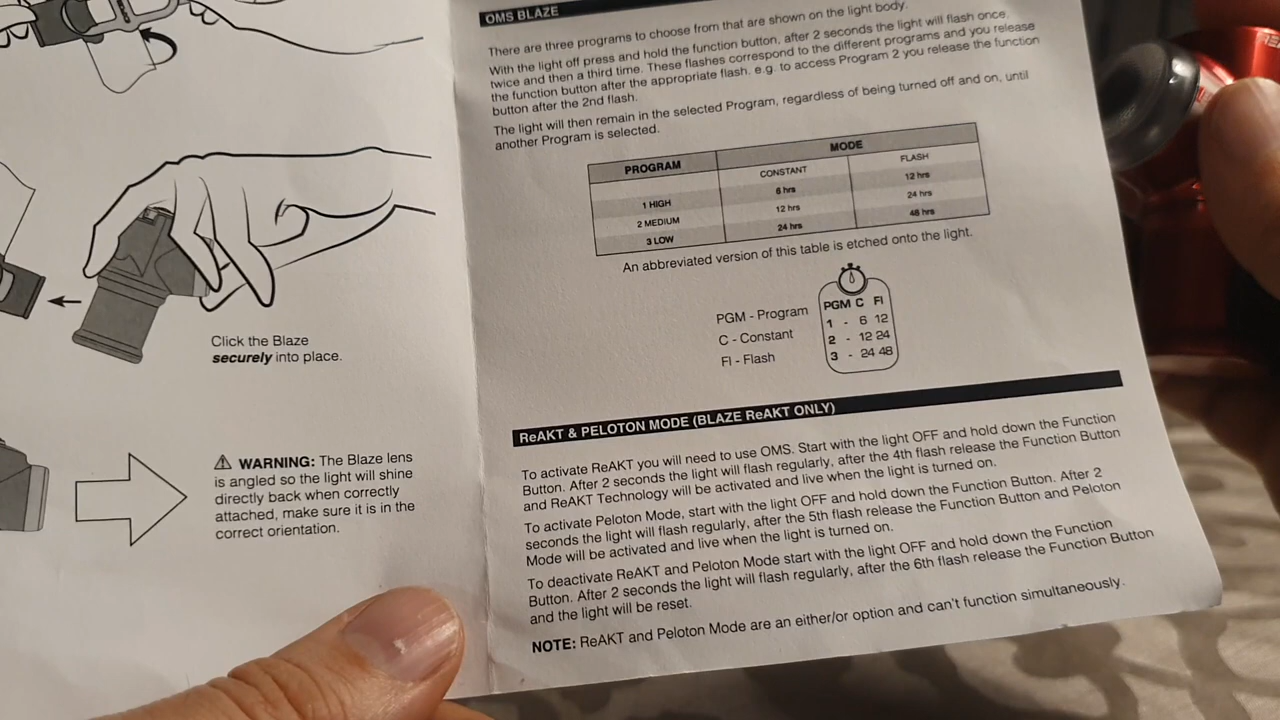 Click the Blaze
securely into place.
⚠ WARNING: The Blaze lens
is angled so the light will shine
directly back when correctly
attached, make sure it is in the
correct orientation.
OMS BLAZE
There are three programs to choose from that are shown on the light body.
With the light off press and hold the function button, after 2 seconds the light will flash once,
twice and then a third time. These flashes correspond to the different programs and you release
the function button after the appropriate flash. e.g. to access Program 2 you release the function
button after the 2nd flash.
The light will then remain in the selected Program, regardless of being turned off and on, until
another Program is selected.
PROGRAM MODE
CONSTANT FLASH
1 HIGH 6 hrs 12 hrs
2 MEDIUM 12 hrs 24 hrs
3 LOW 24 hrs 48 hrs
An abbreviated version of this table is etched onto the light.
PGM - Program
C - Constant
Fl - Flash
PGM C Fl
1 - 6 12
2 - 12 24
3 - 24 48
ReAKT & PELOTON MODE (BLAZE ReAKT ONLY)
To activate ReAKT you will need to use OMS. Start with the light OFF and hold down the Function
Button. After 2 seconds the light will flash regularly, after the 4th flash release the Function Button
and ReAKT Technology will be activated and live when the light is turned on.
To activate Peloton Mode, start with the light OFF and hold down the Function Button. After 2
seconds the light will flash regularly, after the 5th flash release the Function Button and Peloton
Mode will be activated and live when the light is turned on.
To deactivate ReAKT and Peloton Mode start with the light OFF and hold down the Function
Button. After 2 seconds the light will flash regularly, after the 6th flash release the Function Button
and the light will be reset.
NOTE: ReAKT and Peloton Mode are an either/or option and can't function simultaneously.